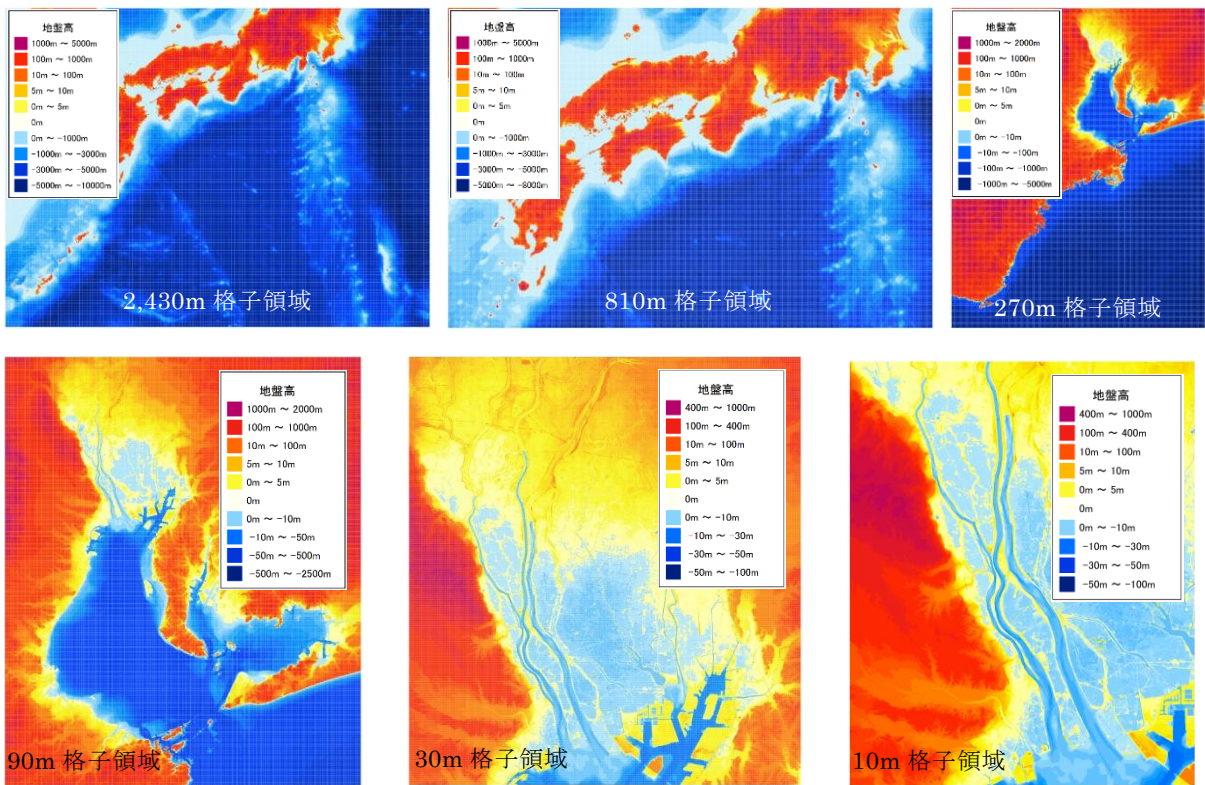 地盤高
1000m ～ 5000m
100m ～ 1000m
10m ～ 100m
5m ～ 10m
0m ～ 5m
0m
0m ～ -1000m
-1000m ～ -3000m
-3000m ～ -5000m
-5000m ～ -10000m
2,430m 格子領域
地盤高
1000m ～ 5000m
100m ～ 1000m
10m ～ 100m
5m ～ 10m
0m ～ 5m
0m
0m ～ -1000m
-1000m ～ -3000m
-3000m ～ -5000m
-5000m ～ -8000m
810m 格子領域
地盤高
1000m ～ 2000m
100m ～ 1000m
10m ～ 100m
5m ～ 10m
0m ～ 5m
0m
0m ～ -10m
-10m ～ -100m
-100m ～ -1000m
-1000m ～ -5000m
270m 格子領域
地盤高
1000m ～ 2000m
100m ～ 1000m
10m ～ 100m
5m ～ 10m
0m ～ 5m
0m
0m ～ -10m
-10m ～ -50m
-50m ～ -500m
-500m ～ -2500m
90m 格子領域
地盤高
400m ～ 1000m
100m ～ 400m
10m ～ 100m
5m ～ 10m
0m ～ 5m
0m
0m ～ -10m
-10m ～ -30m
-30m ～ -50m
-50m ～ -100m
30m 格子領域
地盤高
400m ～ 1000m
100m ～ 400m
10m ～ 100m
5m ～ 10m
0m ～ 5m
0m
0m ～ -10m
-10m ～ -30m
-30m ～ -50m
-50m ～ -100m
10m 格子領域